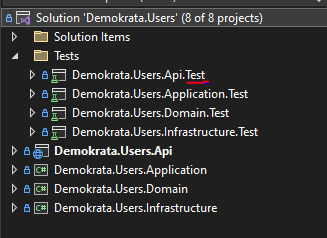 Solution 'Demokrata.Users' (8 of 8 projects)
Solution Items
Tests
Demokrata.Users.Api.Test
Demokrata.Users.Application.Test
Demokrata.Users.Domain.Test
Demokrata.Users.Infrastructure.Test
Demokrata.Users.Api
C# Demokrata.Users.Application
C# Demokrata.Users.Domain
C# Demokrata.Users.Infrastructure